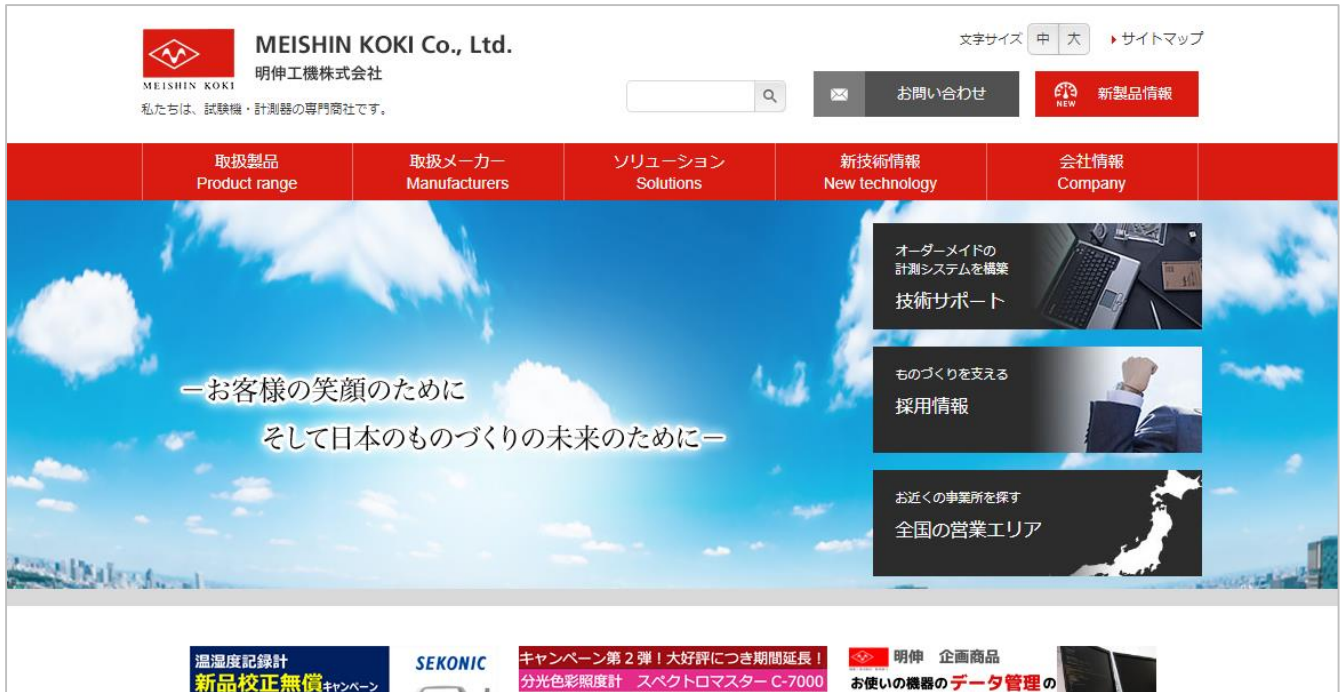 MEISHIN KOKI
MEISHIN KOKI Co., Ltd.
明伸工機株式会社
私たちは、試験機・計測器の専門商社です。
文字サイズ 中 大 サイトマップ
お問い合わせ
NEW 新製品情報
取扱製品
Product range
取扱メーカー
Manufacturers
ソリューション
Solutions
新技術情報
New technology
会社情報
Company
オーダーメイドの
計測システムを構築
技術サポート
ものづくりを支える
採用情報
お近くの事業所を探す
全国の営業エリア
−お客様の笑顔のために
そして日本のものづくりの未来のために−
温湿度記録計
新品校正無償キャンペーン
SEKONIC
キャンペーン第2弾!大好評につき期間延長!
分光色彩照度計 スペクトロマスター C-7000
明伸 企画商品
お使いの機器のデータ管理の